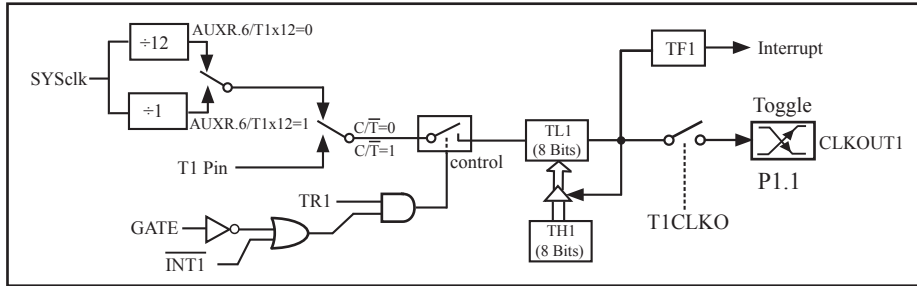 AUXR.6/T1x12=0
÷12
SYSclk
÷1
AUXR.6/T1x12=1
T1 Pin
C/T̅=0
C/T̅=1
control
TL1
(8 Bits)
TF1
Interrupt
Toggle
CLKOUT1
P1.1
T1CLKO
TR1
GATE
I̅N̅T̅1̅
TH1
(8 Bits)